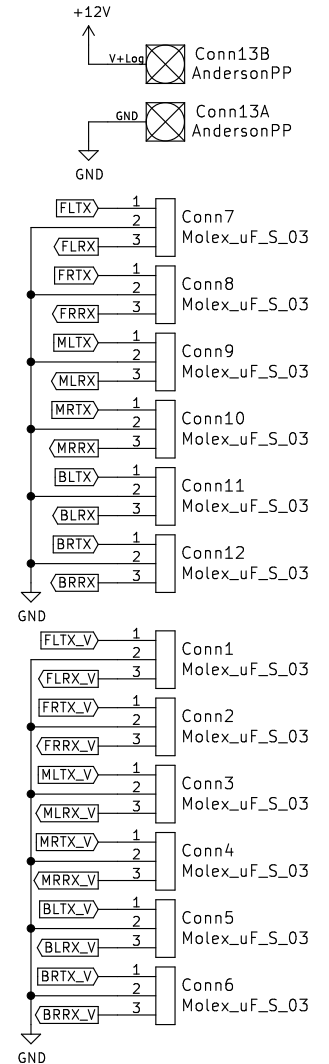 +12V
V+Log
Conn13B
AndersonPP
GND
Conn13A
AndersonPP
GND
FLTX 1
2 Conn7
FLRX 3 Molex_uF_S_03
FRTX 1
2 Conn8
FRRX 3 Molex_uF_S_03
MLTX 1
2 Conn9
MLRX 3 Molex_uF_S_03
MRTX 1
2 Conn10
MRRX 3 Molex_uF_S_03
BLTX 1
2 Conn11
BLRX 3 Molex_uF_S_03
BRTX 1
2 Conn12
BRRX 3 Molex_uF_S_03
GND
FLTX_V 1
2 Conn1
FLRX_V 3 Molex_uF_S_03
FRTX_V 1
2 Conn2
FRRX_V 3 Molex_uF_S_03
MLTX_V 1
2 Conn3
MLRX_V 3 Molex_uF_S_03
MRTX_V 1
2 Conn4
MRRX_V 3 Molex_uF_S_03
BLTX_V 1
2 Conn5
BLRX_V 3 Molex_uF_S_03
BRTX_V 1
2 Conn6
BRRX_V 3 Molex_uF_S_03
GND